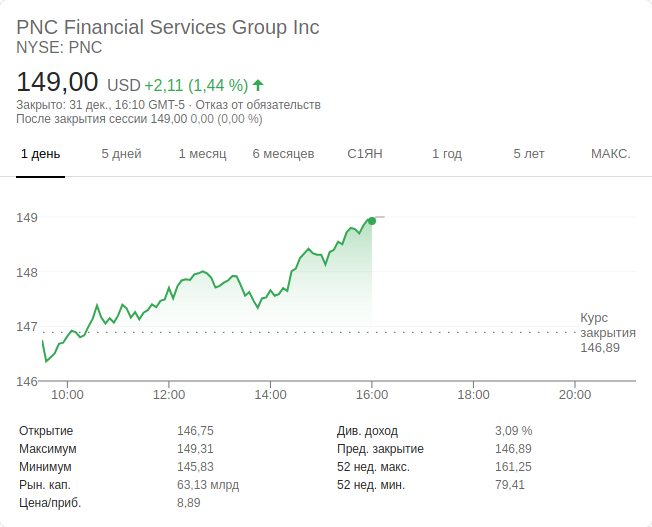 PNC Financial Services Group Inc
NYSE: PNC
149,00 USD +2,11 (1,44 %)
Закрыто: 31 дек., 16:10 GMT-5 · Отказ от обязательств
После закрытия сессии 149,00 0,00 (0,00 %)
1 день 5 дней 1 месяц 6 месяцев С1ЯН 1 год 5 лет МАКС.
149
148
147
146
Курс
закрытия
146,89
10:00 12:00 14:00 16:00 18:00 20:00
Открытие 146,75 Див. доход 3,09 %
Максимум 149,31 Пред. закрытие 146,89
Минимум 145,83 52 нед. макс. 161,25
Рын. кап. 63,13 млрд 52 нед. мин. 79,41
Цена/приб. 8,89